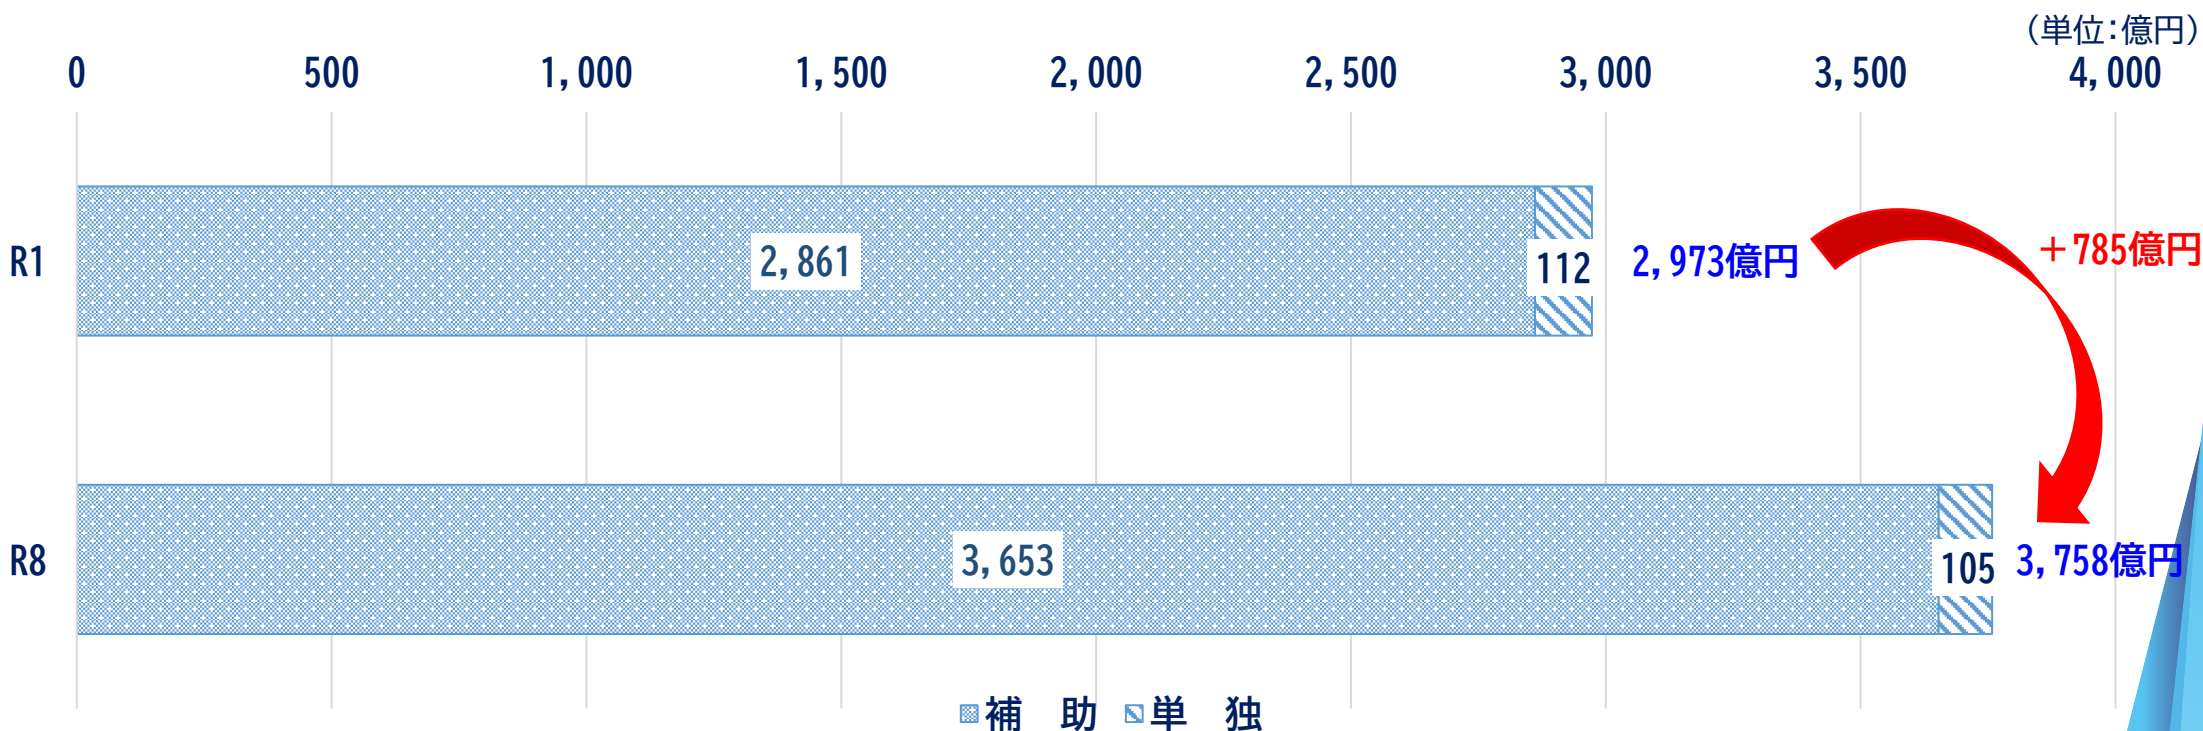 （単位：億円）
0 500 1,000 1,500 2,000 2,500 3,000 3,500 4,000
R1 2,861 112 2,973億円 ＋785億円
R8 3,653 105 3,758億円
補　助 単　独